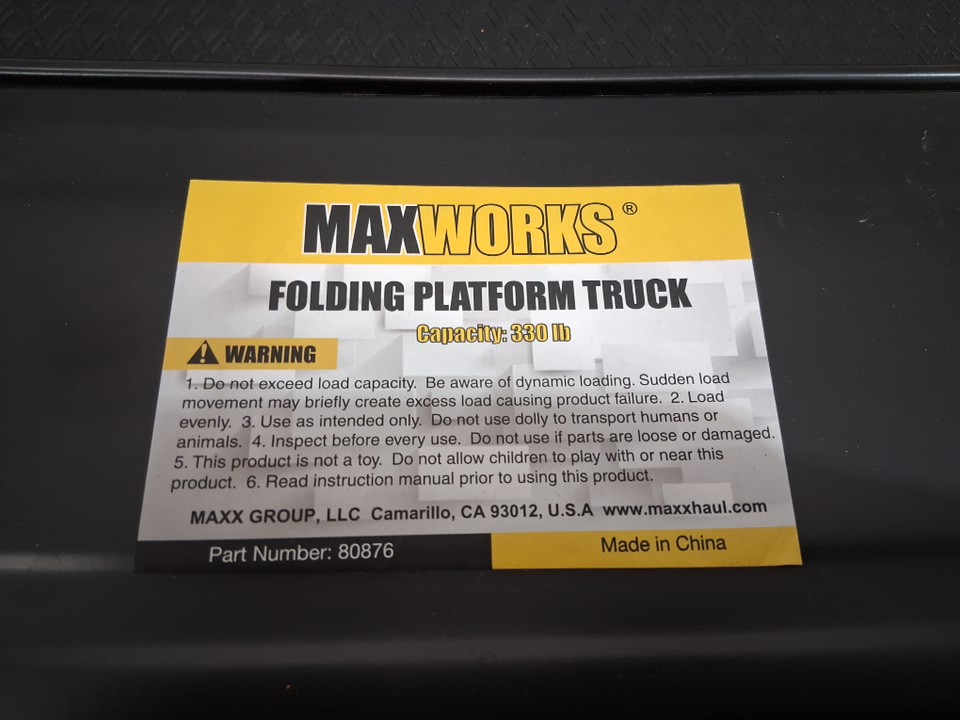 MAXWORKS®
FOLDING PLATFORM TRUCK
Capacity: 330 lb
WARNING
1. Do not exceed load capacity. Be aware of dynamic loading. Sudden load
movement may briefly create excess load causing product failure. 2. Load
evenly. 3. Use as intended only. Do not use dolly to transport humans or
animals. 4. Inspect before every use. Do not use if parts are loose or damaged.
5. This product is not a toy. Do not allow children to play with or near this
product. 6. Read instruction manual prior to using this product.
MAXX GROUP, LLC Camarillo, CA 93012, U.S.A www.maxxhaul.com
Part Number: 80876 Made in China